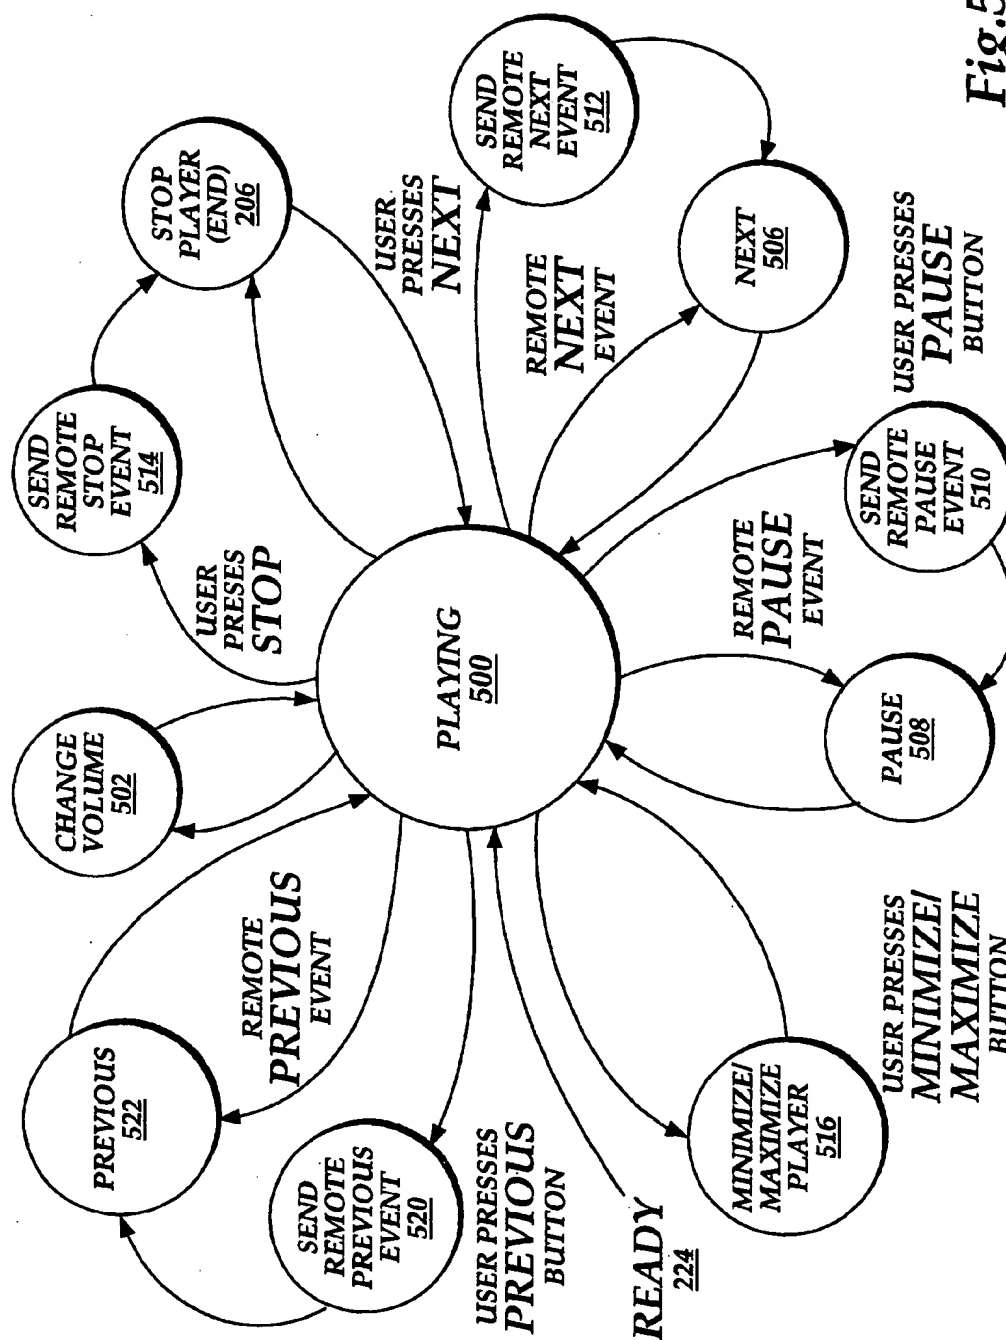 PREVIOUS
522
SEND
REMOTE
PREVIOUS
EVENT
520
REMOTE
PREVIOUS
EVENT
USER PRESSES
PREVIOUS
BUTTON
READY
224
CHANGE
VOLUME
502
USER
PRESES
STOP
SEND
REMOTE
STOP
EVENT
514
STOP
PLAYER
(END)
206
PLAYING
500
USER
PRESSES
NEXT
SEND
REMOTE
NEXT
EVENT
512
REMOTE
NEXT
EVENT
NEXT
506
MINIMIZE/
MAXIMIZE
PLAYER
516
USER PRESSES
MINIMIZE/
MAXIMIZE
BUTTON
PAUSE
508
REMOTE
PAUSE
EVENT
SEND
REMOTE
PAUSE
EVENT
510
USER PRESSES
PAUSE
BUTTON
Fig.5